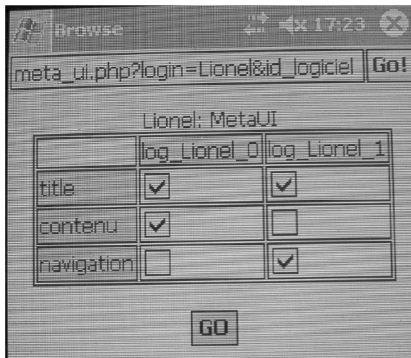 Browse 17:23
meta_ui.php?login=Lionel&id_logiciel Go!
Lionel: MetaUI
log_Lionel_0 log_Lionel_1
title
contenu
navigation
GO